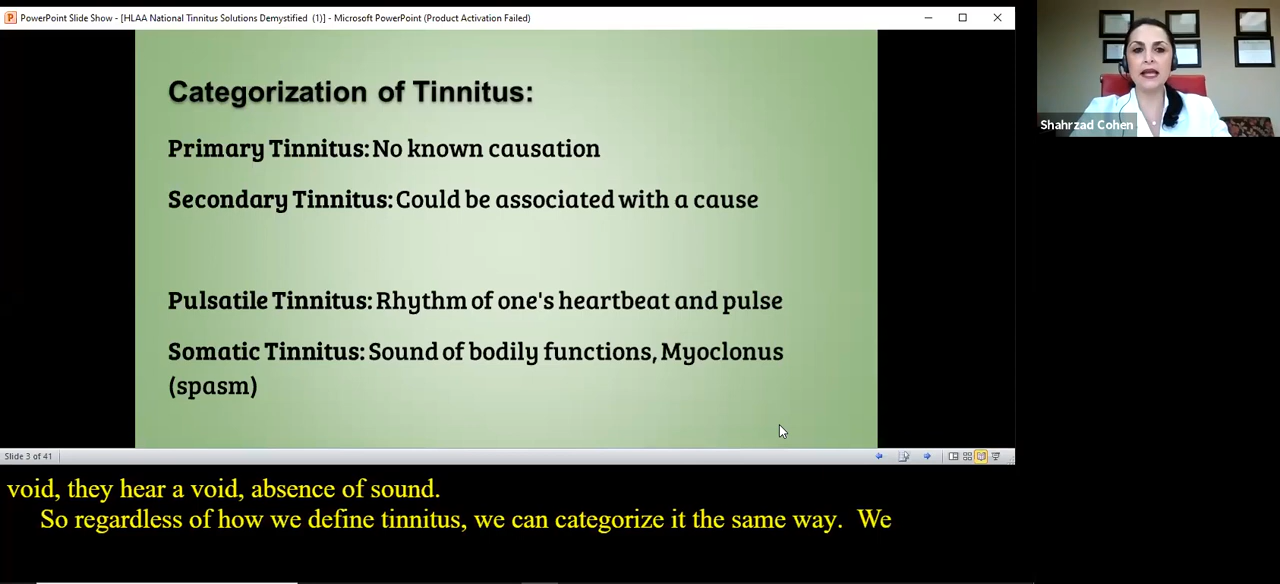 PowerPoint Slide Show - [HLAA National Tinnitus Solutions Demystified (1)] - Microsoft PowerPoint (Product Activation Failed)
Categorization of Tinnitus:
Primary Tinnitus: No known causation
Secondary Tinnitus: Could be associated with a cause
Pulsatile Tinnitus: Rhythm of one's heartbeat and pulse
Somatic Tinnitus: Sound of bodily functions, Myoclonus
(spasm)
Shahrzad Cohen
Slide 3 of 41
void, they hear a void, absence of sound.
So regardless of how we define tinnitus, we can categorize it the same way. We